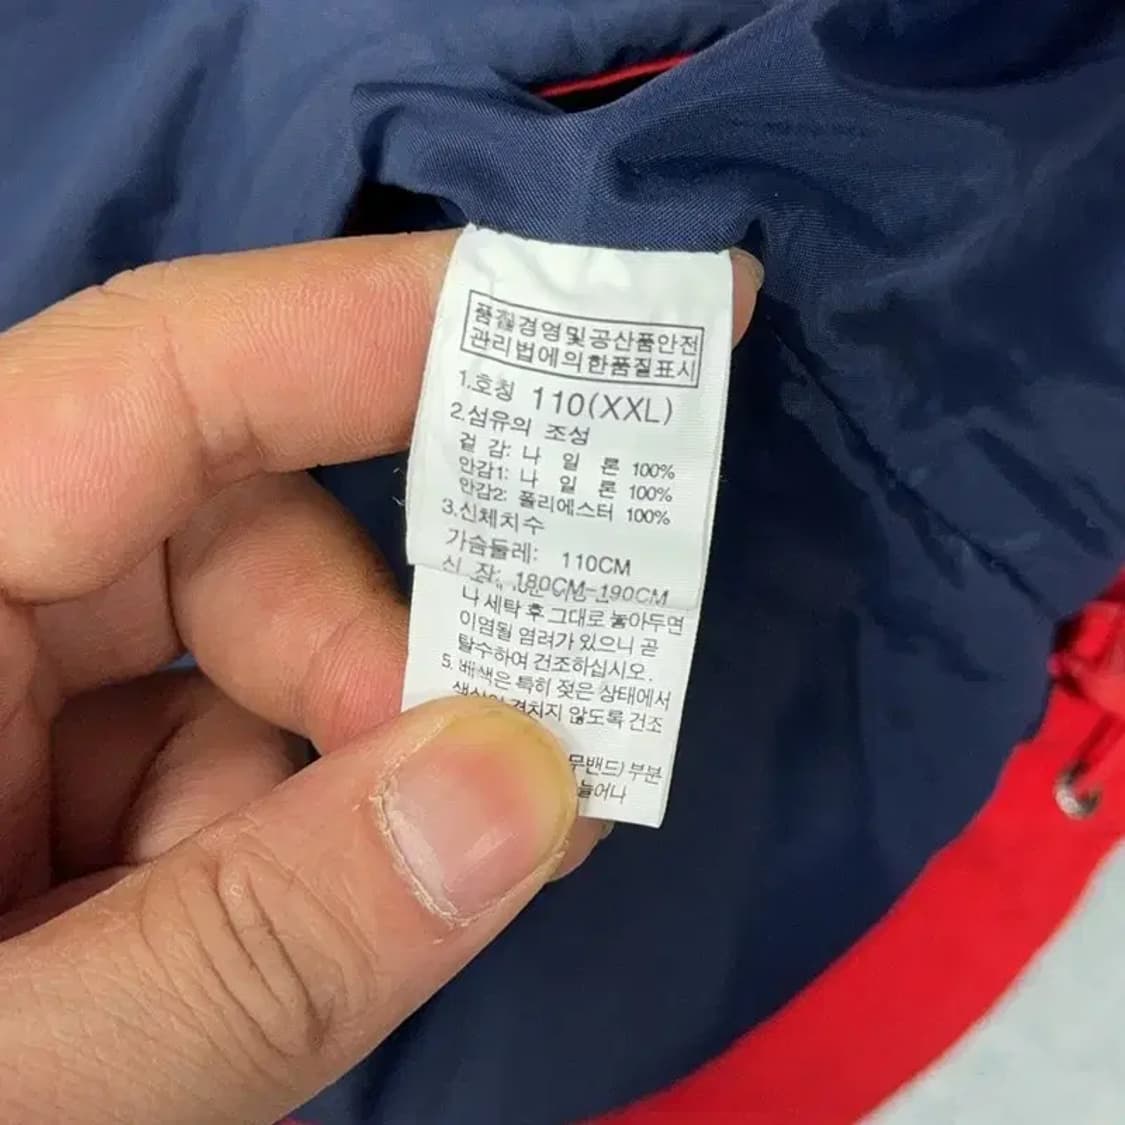 품질경영및공산품안전
관리법에의한품질표시
1.호칭 110(XXL)
2.섬유의 조성
겉 감: 나 일 론 100%
안감1: 나 일 론 100%
안감2: 폴리에스터 100%
3.신체치수
가슴둘레: 110CM
신 장: 180CM-190CM
나 세탁 후 그대로 놓아두면
이염될 염려가 있으니 곧
탈수하여 건조하십시오.
5. 배색은 특히 젖은 상태에서
겹치지 않도록 건조
부분
늘어나